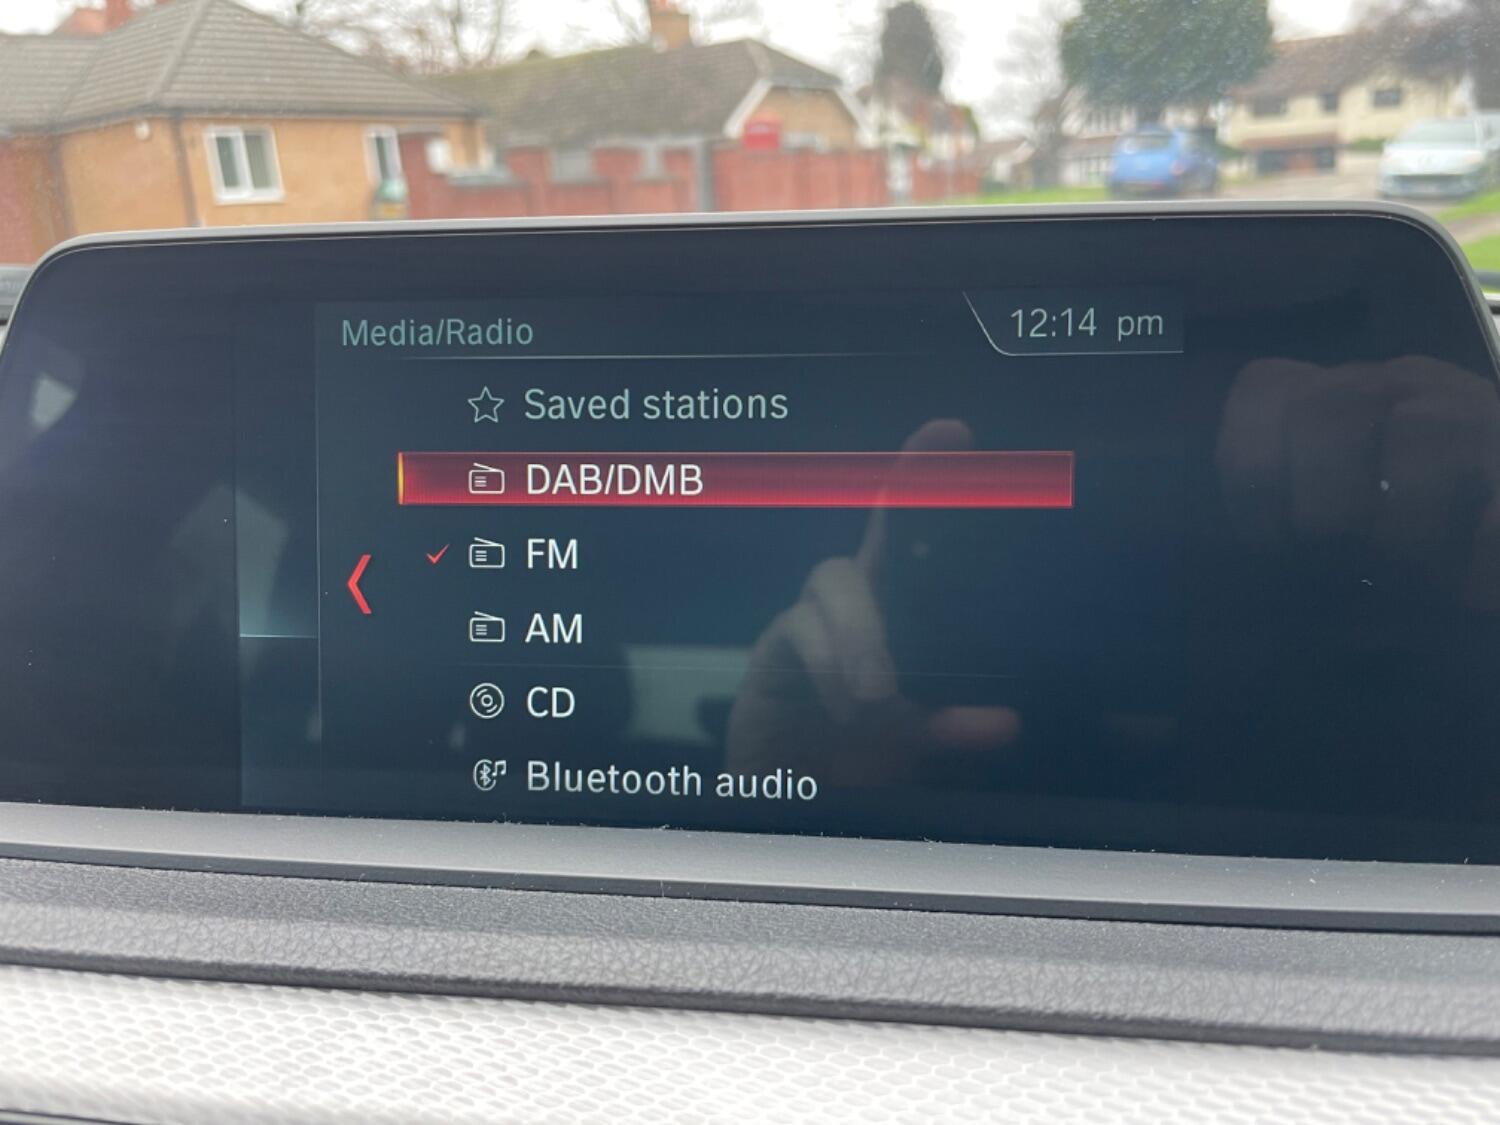 Media/Radio
12:14 pm
Saved stations
DAB/DMB
FM
AM
CD
Bluetooth audio